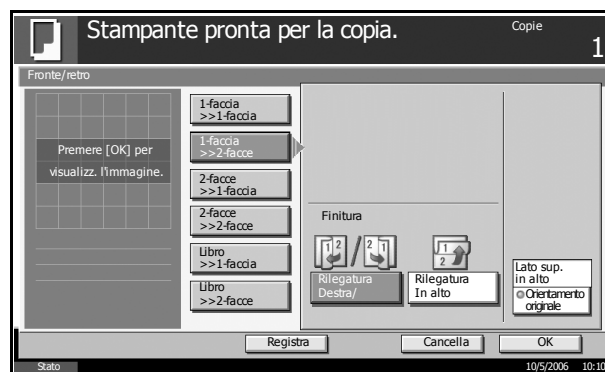 Stampante pronta per la copia.
Copie
1
Fronte/retro
Premere [OK] per
visualizz. l'immagine.
1-faccia
>>1-faccia
1-faccia
>>2-facce
2-facce
>>1-faccia
2-facce
>>2-facce
Libro
>>1-faccia
Libro
>>2-facce
Finitura
1 2 / 2 1
1
2
Rilegatura
Destra/
Rilegatura
In alto
Lato sup.
in alto
Orientamento
originale
Registra
Cancella
OK
Stato
10/5/2006 10:10